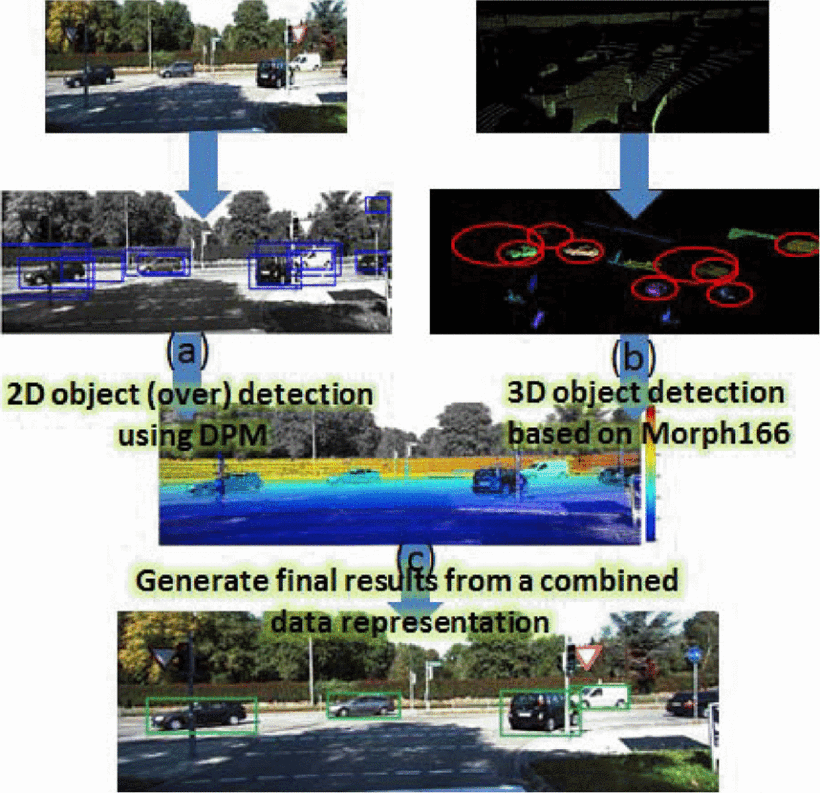 (a)
2D object (over) detection
using DPM
(b)
3D object detection
based on Morph166
(c)
Generate final results from a combined
data representation